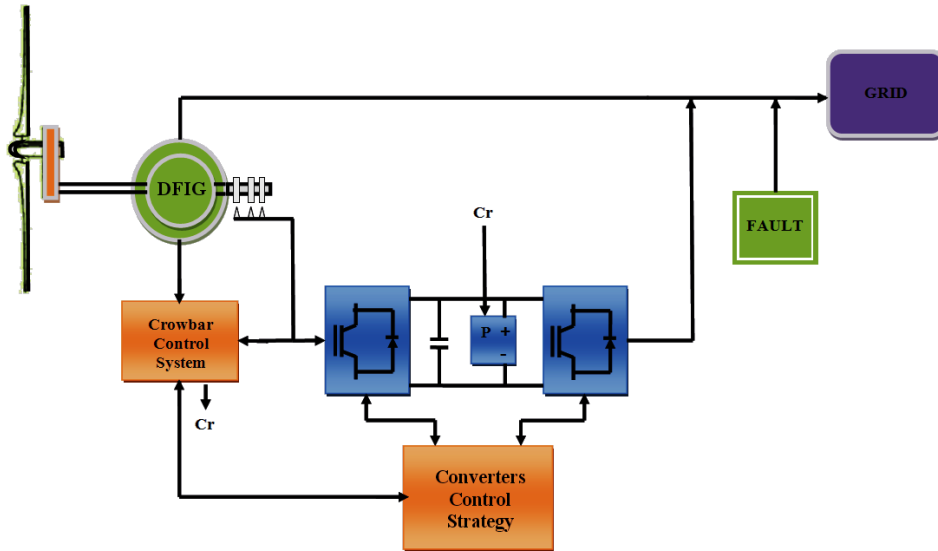 GRID
DFIG
Cr
FAULT
Crowbar
Control
System
P +
-
Cr
Converters
Control
Strategy